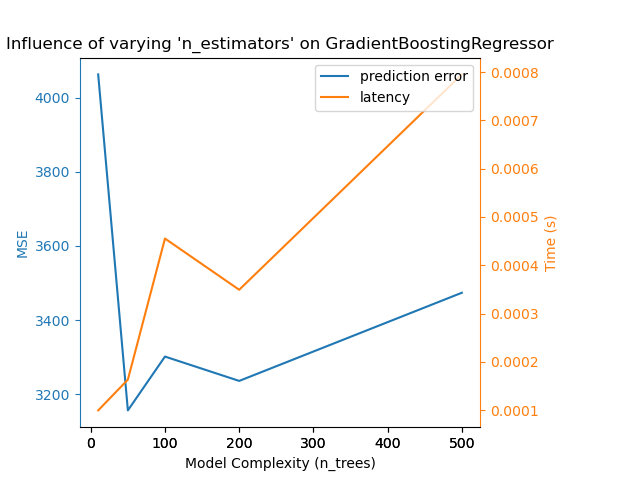 Influence of varying 'n_estimators' on GradientBoostingRegressor
prediction error
latency
4000
3800
3600
3400
3200
MSE
0.0008
0.0007
0.0006
0.0005
0.0004
0.0003
0.0002
0.0001
Time (s)
0 100 200 300 400 500
Model Complexity (n_trees)